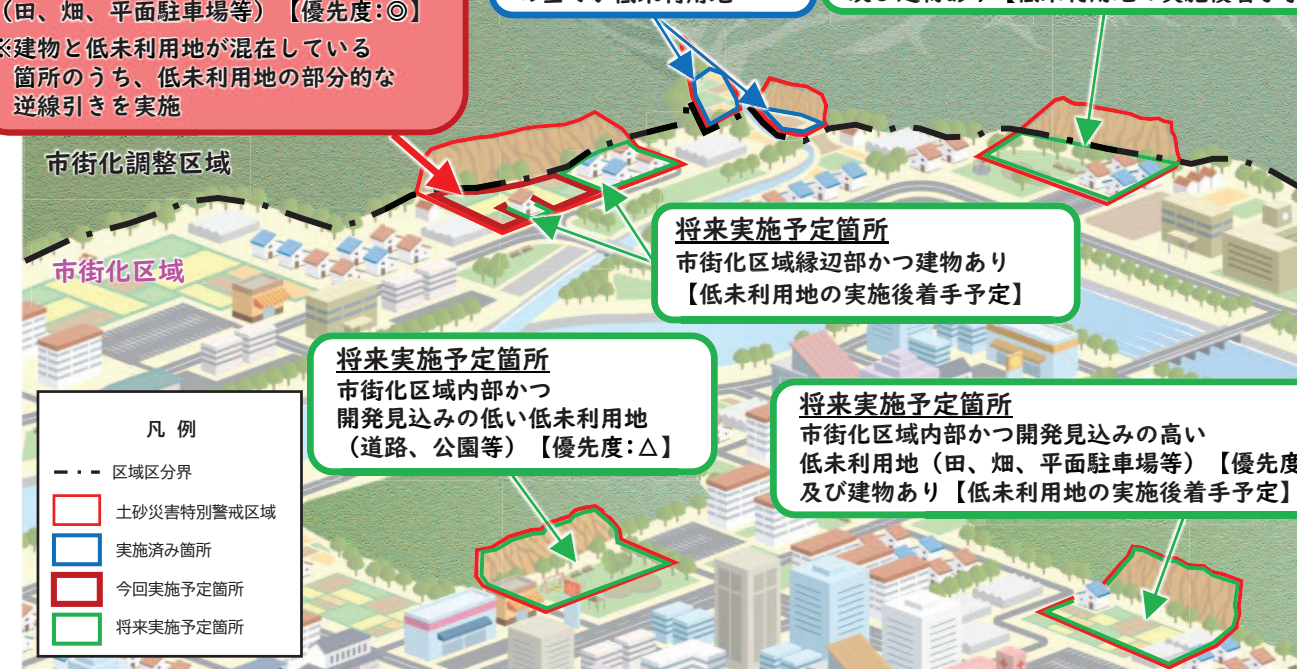 （田、畑、平面駐車場等）【優先度：◎】
※建物と低未利用地が混在している
箇所のうち、低未利用地の部分的な
逆線引きを実施
市街化調整区域
市街化区域
将来実施予定箇所
市街化区域縁辺部かつ建物あり
【低未利用地の実施後着手予定】
将来実施予定箇所
市街化区域内部かつ
開発見込みの低い低未利用地
（道路、公園等）【優先度：△】
将来実施予定箇所
市街化区域内部かつ開発見込みの高い
低未利用地（田、畑、平面駐車場等）【優先度
及び建物あり【低未利用地の実施後着手予定】
凡 例
区域区分界
土砂災害特別警戒区域
実施済み箇所
今回実施予定箇所
将来実施予定箇所